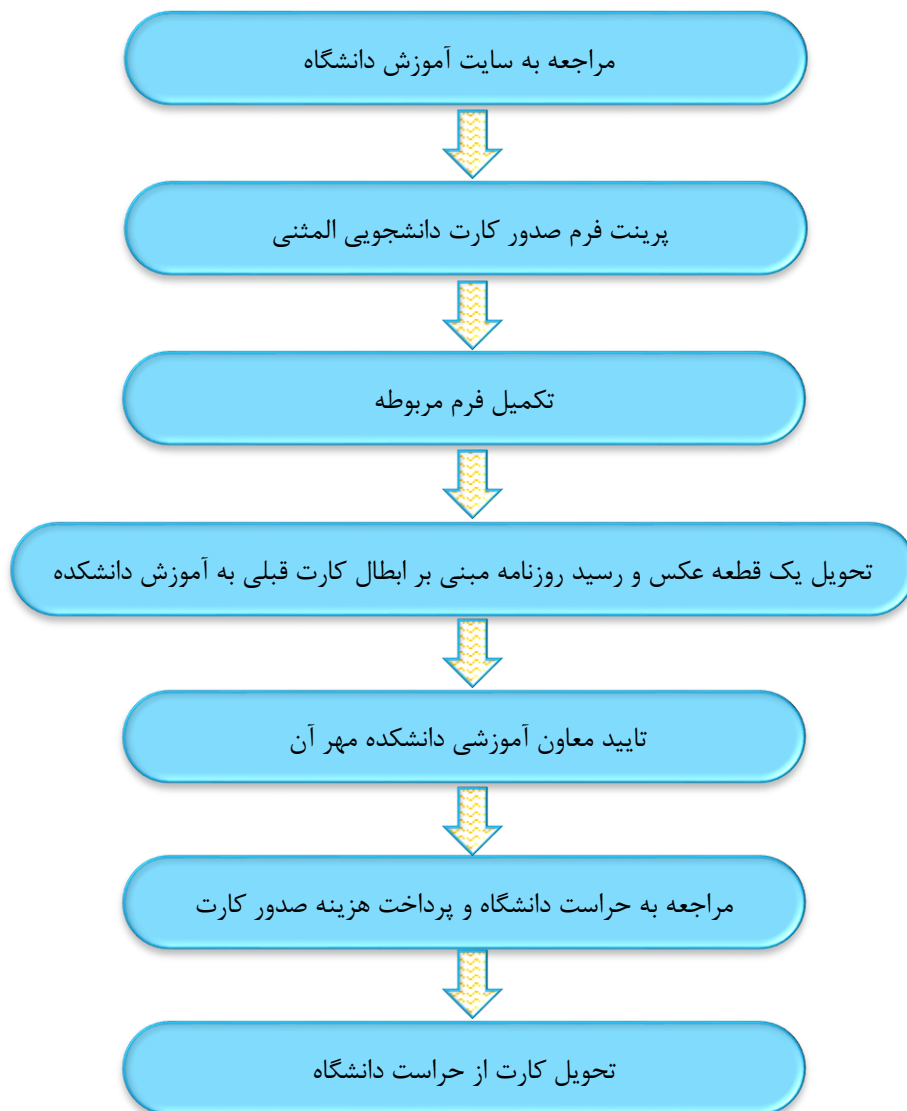 مراجعه به سایت آموزش دانشگاه
پرینت فرم صدور کارت دانشجویی المثنی
تکمیل فرم مربوطه
تحویل یک قطعه عکس و رسید روزنامه مبنی بر ابطال کارت قبلی به آموزش دانشکده
تایید معاون آموزشی دانشکده مهر آن
مراجعه به حراست دانشگاه و پرداخت هزینه صدور کارت
تحویل کارت از حراست دانشگاه